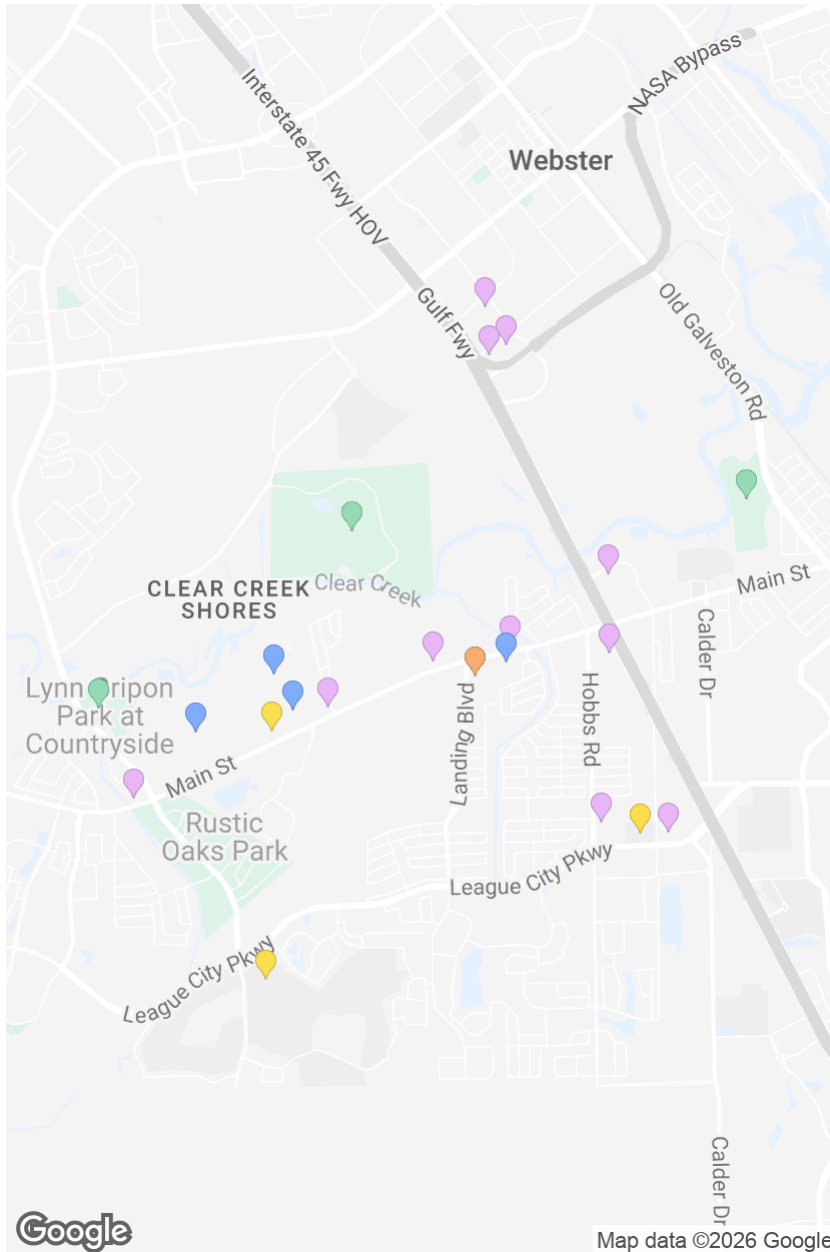 NASA Bypass
Interstate 45 Fwy HOV
Webster
Gulf Fwy
Old Galveston Rd
CLEAR CREEK
SHORES
Clear Creek
Main St
Calder Dr
Lynn Gripon
Park at
Countryside
Hobbs Rd
Landing Blvd
Main St
Rustic
Oaks Park
League City Pkwy
League City Pkwy
Calder Dr
Google
Map data ©2026 Google